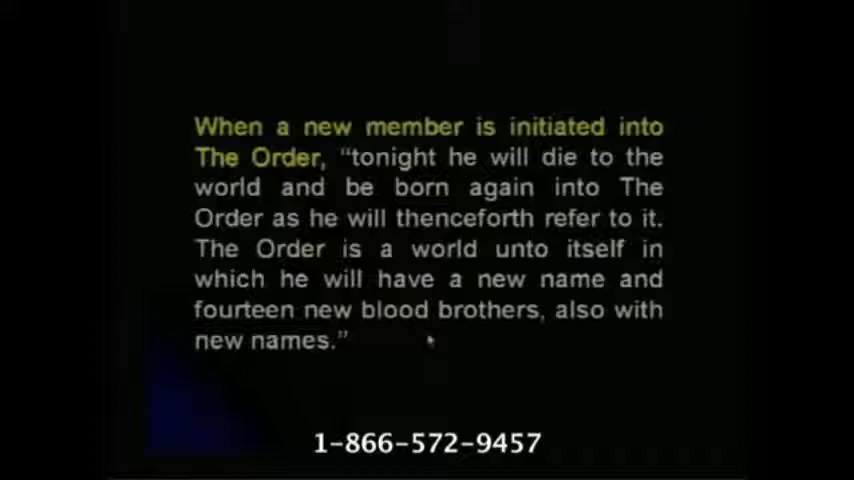 When a new member is initiated into
The Order, “tonight he will die to the
world and be born again into The
Order as he will thenceforth refer to it.
The Order is a world unto itself in
which he will have a new name and
fourteen new blood brothers, also with
new names.”
1-866-572-9457